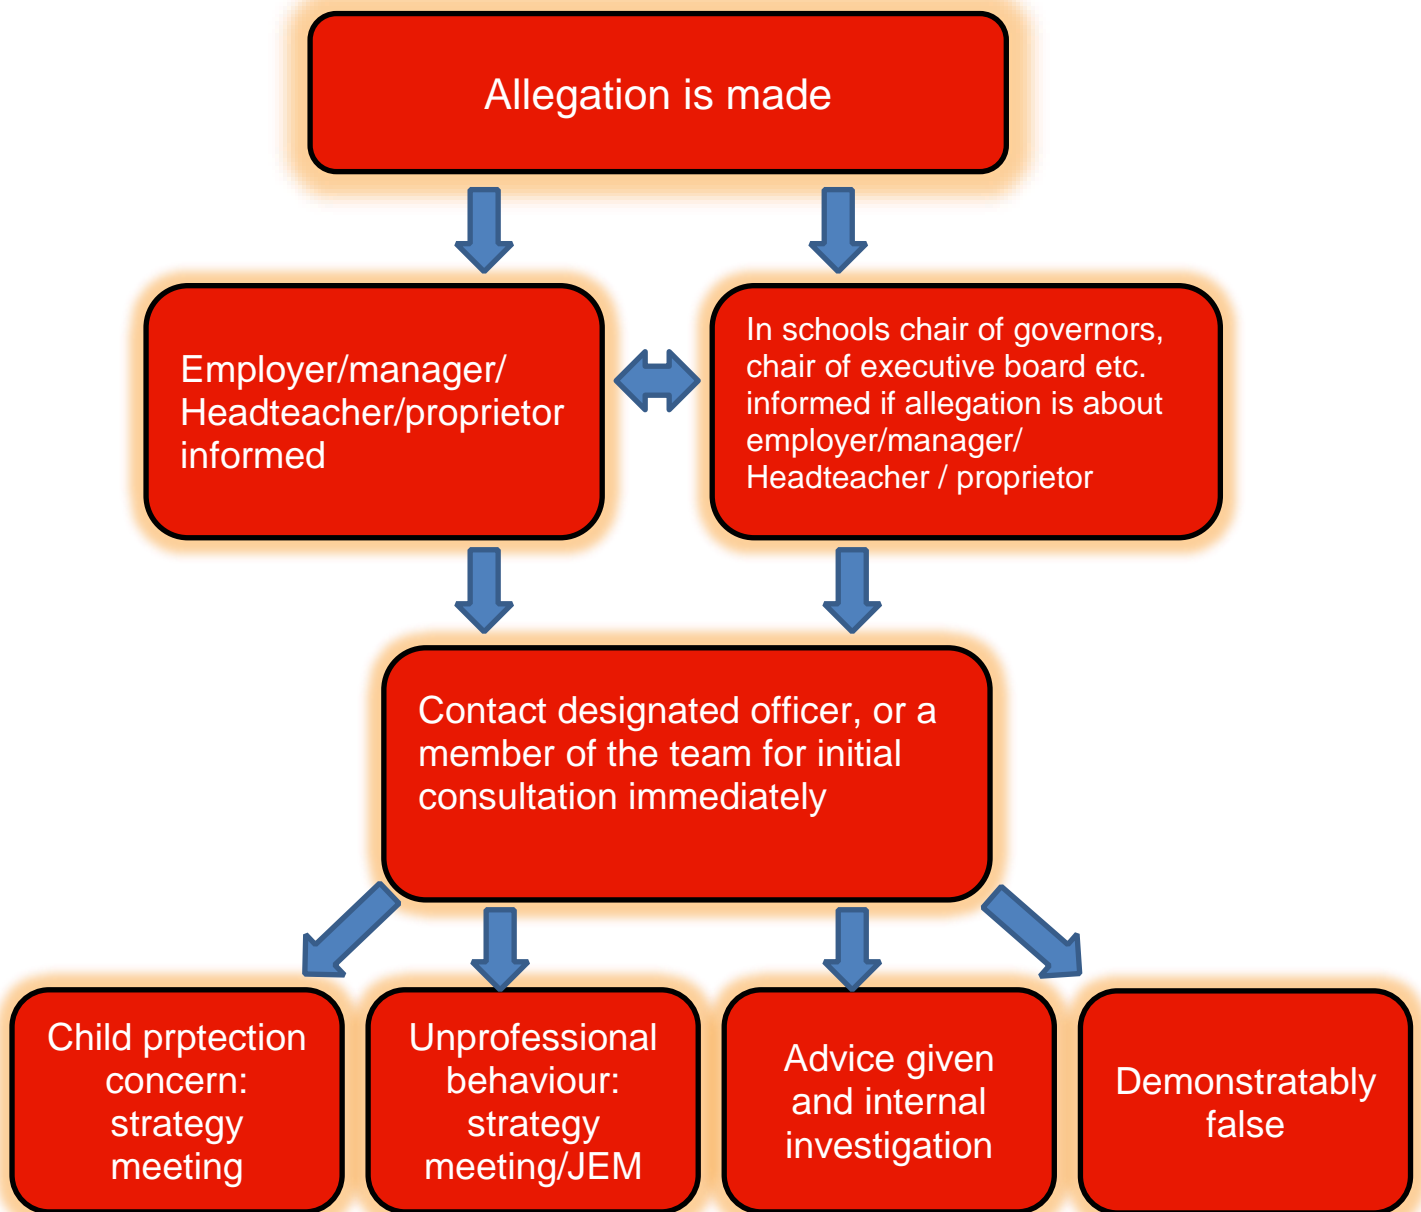 Allegation is made
Employer/manager/
Headteacher/proprietor
informed
In schools chair of governors,
chair of executive board etc.
informed if allegation is about
employer/manager/
Headteacher / proprietor
Contact designated officer, or a
member of the team for initial
consultation immediately
Child prptection
concern:
strategy
meeting
Unprofessional
behaviour:
strategy
meeting/JEM
Advice given
and internal
investigation
Demonstratably
false